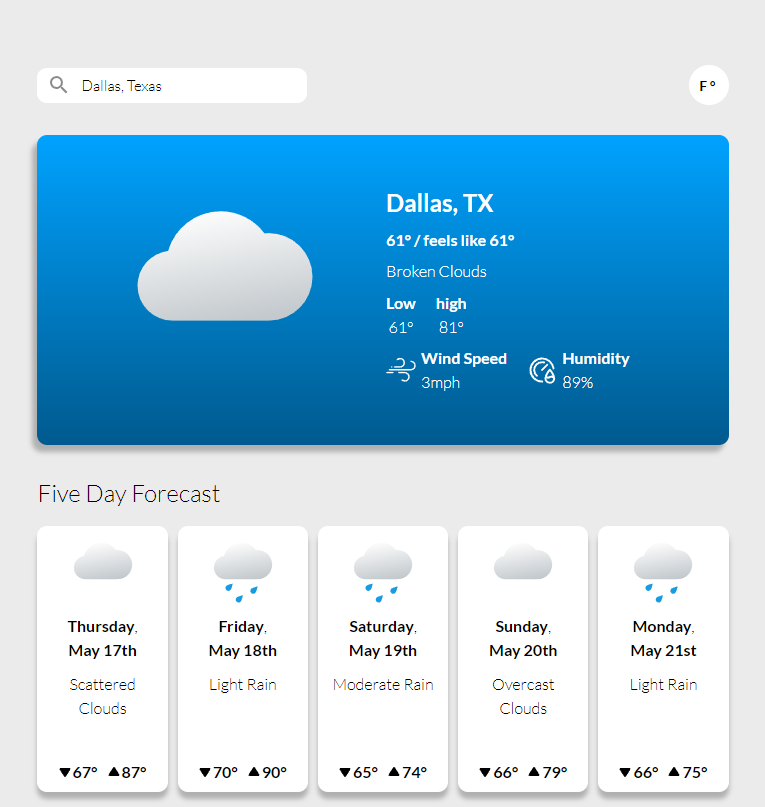 Dallas, Texas
F °
Dallas, TX
61° / feels like 61°
Broken Clouds
Low high
61° 81°
Wind Speed
3mph
Humidity
89%
Five Day Forecast
Thursday,
May 17th
Scattered
Clouds
67° 87°
Friday,
May 18th
Light Rain
70° 90°
Saturday,
May 19th
Moderate Rain
65° 74°
Sunday,
May 20th
Overcast
Clouds
66° 79°
Monday,
May 21st
Light Rain
66° 75°